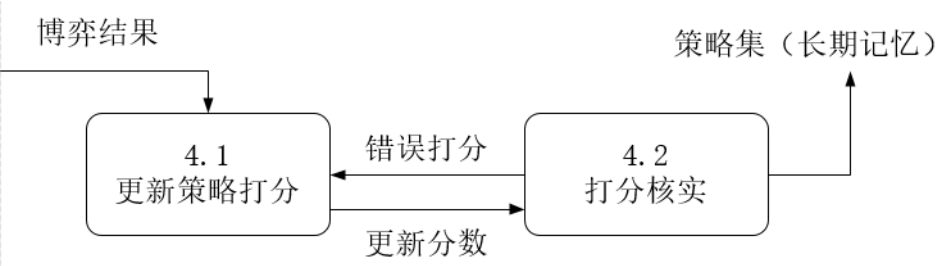 博弈结果
策略集（长期记忆）
4.1
更新策略打分
错误打分
更新分数
4.2
打分核实